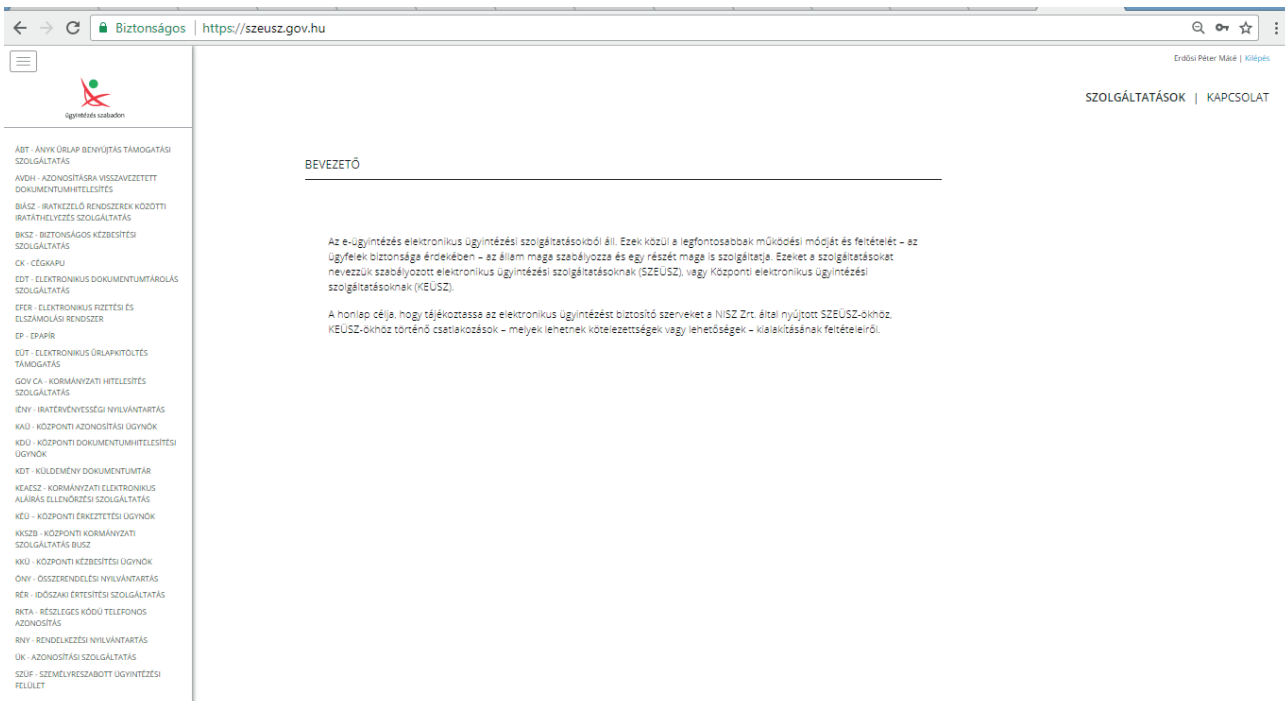 Biztonságos | https://szeusz.gov.hu
Erdősi Péter Máté | Kilépés
SZOLGÁLTATÁSOK | KAPCSOLAT
ügyintézés szabadon
ÁBT - ÁNYK ŰRLAP BENYÚJTÁS TÁMOGATÁSI
SZOLGÁLTATÁS
AVDH - AZONOSÍTÁSRA VISSZAVEZETETT
DOKUMENTUMHITELESÍTÉS
BIÁSZ - IRATKEZELŐ RENDSZEREK KÖZÖTTI
IRATÁTHELYEZÉS SZOLGÁLTATÁS
BKSZ - BIZTONSÁGOS KÉZBESÍTÉSI
SZOLGÁLTATÁS
CK - CÉGKAPU
EDT - ELEKTRONIKUS DOKUMENTUMTÁROLÁS
SZOLGÁLTATÁS
EFER - ELEKTRONIKUS FIZETÉSI ÉS
ELSZÁMOLÁSI RENDSZER
EP - EPAPÍR
EÜT - ELEKTRONIKUS ŰRLAPKITÖLTÉS
TÁMOGATÁS
GOV CA - KORMÁNYZATI HITELESÍTÉS
SZOLGÁLTATÁS
IÉNY - IRATÉRVÉNYESSÉGI NYILVÁNTARTÁS
KAÜ - KÖZPONTI AZONOSÍTÁSI ÜGYNÖK
KDÜ - KÖZPONTI DOKUMENTUMHITELESÍTÉSI
ÜGYNÖK
KDT - KÜLDEMÉNY DOKUMENTUMTÁR
KEAESZ - KORMÁNYZATI ELEKTRONIKUS
ALÁÍRÁS ELLENŐRZÉSI SZOLGÁLTATÁS
KÉÜ – KÖZPONTI ÉRKEZTETÉSI ÜGYNÖK
KKSZB - KÖZPONTI KORMÁNYZATI
SZOLGÁLTATÁS BUSZ
KKÜ - KÖZPONTI KÉZBESÍTÉSI ÜGYNÖK
ÖNY - ÖSSZERENDELÉSI NYILVÁNTARTÁS
RÉR - IDŐSZAKI ÉRTESÍTÉSI SZOLGÁLTATÁS
RKTA - RÉSZLEGES KÓDÚ TELEFONOS
AZONOSÍTÁS
RNY - RENDELKEZÉSI NYILVÁNTARTÁS
ÜK - AZONOSÍTÁSI SZOLGÁLTATÁS
SZÜF - SZEMÉLYRESZABOTT ÜGYINTÉZÉSI
FELÜLET
BEVEZETŐ
Az e-ügyintézés elektronikus ügyintézési szolgáltatásokból áll. Ezek közül a legfontosabbak működési módját és feltételét – az
ügyfelek biztonsága érdekében – az állam maga szabályozza és egy részét maga is szolgáltatja. Ezeket a szolgáltatásokat
nevezzük szabályozott elektronikus ügyintézési szolgáltatásoknak (SZEÜSZ), vagy Központi elektronikus ügyintézési
szolgáltatásoknak (KEÜSZ).
A honlap célja, hogy tájékoztassa az elektronikus ügyintézést biztosító szerveket a NISZ Zrt. által nyújtott SZEÜSZ-ökhöz,
KEÜSZ-ökhöz történő csatlakozások – melyek lehetnek kötelezettségek vagy lehetőségek – kialakításának feltételeiről.